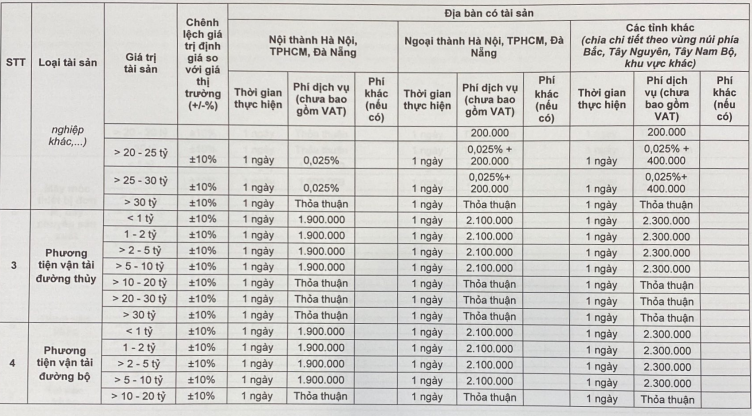 STT | Loại tài sản | Giá trị tài sản | Chênh lệch giá trị định giá so với giá thị trường (+/-%) | Địa bàn có tài sản
Nội thành Hà Nội, TPHCM, Đà Nẵng | Ngoại thành Hà Nội, TPHCM, Đà Nẵng | Các tỉnh khác (chia chi tiết theo vùng núi phía Bắc, Tây Nguyên, Tây Nam Bộ, khu vực khác)
Thời gian thực hiện | Phí dịch vụ (chưa bao gồm VAT) | Phí khác (nếu có) | Thời gian thực hiện | Phí dịch vụ (chưa bao gồm VAT) | Phí khác (nếu có) | Thời gian thực hiện | Phí dịch vụ (chưa bao gồm VAT) | Phí khác (nếu có)
nghiệp khác,...) | 200.000 | 200.000
> 20 - 25 tỷ | ±10% | 1 ngày | 0,025% | 1 ngày | 0,025% + 200.000 | 1 ngày | 0,025% + 400.000
> 25 - 30 tỷ | ±10% | 1 ngày | 0,025% | 1 ngày | 0,025%+ 200.000 | 1 ngày | 0,025%+ 400.000
> 30 tỷ | ±10% | 1 ngày | Thỏa thuận | 1 ngày | Thỏa thuận | 1 ngày | Thỏa thuận
3 | Phương tiện vận tải đường thủy | < 1 tỷ | ±10% | 1 ngày | 1.900.000 | 1 ngày | 2.100.000 | 1 ngày | 2.300.000
1 - 2 tỷ | ±10% | 1 ngày | 1.900.000 | 1 ngày | 2.100.000 | 1 ngày | 2.300.000
> 2 - 5 tỷ | ±10% | 1 ngày | 1.900.000 | 1 ngày | 2.100.000 | 1 ngày | 2.300.000
> 5 - 10 tỷ | ±10% | 1 ngày | 1.900.000 | 1 ngày | 2.100.000 | 1 ngày | 2.300.000
> 10 - 20 tỷ | ±10% | 1 ngày | Thỏa thuận | 1 ngày | Thỏa thuận | 1 ngày | Thỏa thuận
> 20 - 30 tỷ | ±10% | 1 ngày | Thỏa thuận | 1 ngày | Thỏa thuận | 1 ngày | Thỏa thuận
> 30 tỷ | ±10% | 1 ngày | Thỏa thuận | 1 ngày | Thỏa thuận | 1 ngày | Thỏa thuận
4 | Phương tiện vận tải đường bộ | < 1 tỷ | ±10% | 1 ngày | 1.900.000 | 1 ngày | 2.100.000 | 1 ngày | 2.300.000
1 - 2 tỷ | ±10% | 1 ngày | 1.900.000 | 1 ngày | 2.100.000 | 1 ngày | 2.300.000
> 2 - 5 tỷ | ±10% | 1 ngày | 1.900.000 | 1 ngày | 2.100.000 | 1 ngày | 2.300.000
> 5 - 10 tỷ | ±10% | 1 ngày | 1.900.000 | 1 ngày | 2.100.000 | 1 ngày | 2.300.000
> 10 - 20 tỷ | ±10% | 1 ngày | Thỏa thuận | 1 ngày | Thỏa thuận | 1 ngày | Thỏa thuận